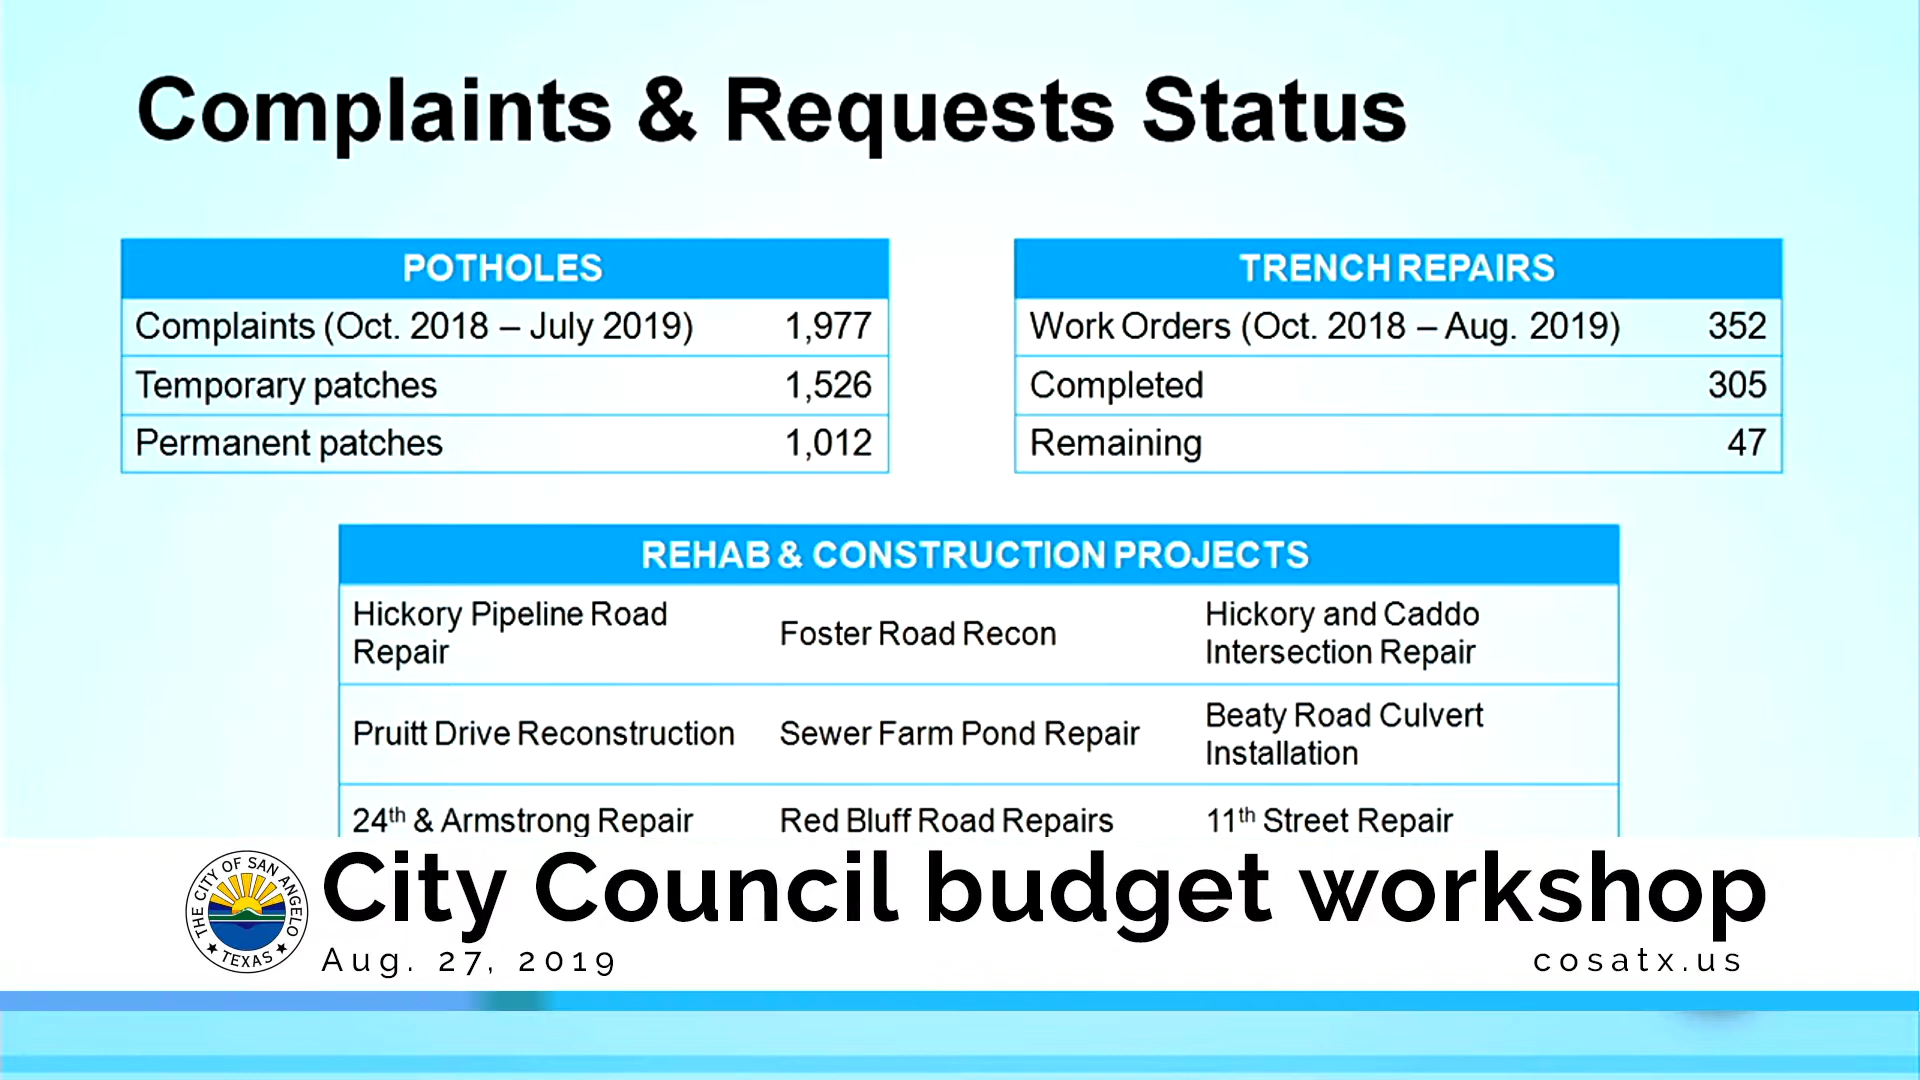 Complaints & Requests Status
POTHOLES
Complaints (Oct. 2018 – July 2019) 1,977
Temporary patches 1,526
Permanent patches 1,012
TRENCH REPAIRS
Work Orders (Oct. 2018 – Aug. 2019) 352
Completed 305
Remaining 47
REHAB & CONSTRUCTION PROJECTS
Hickory Pipeline Road
Repair
Foster Road Recon
Hickory and Caddo
Intersection Repair
Pruitt Drive Reconstruction
Sewer Farm Pond Repair
Beaty Road Culvert
Installation
24th & Armstrong Repair
Red Bluff Road Repairs
11th Street Repair
THE CITY OF SAN ANGELO
TEXAS
City Council budget workshop
Aug. 27, 2019
cosatx.us